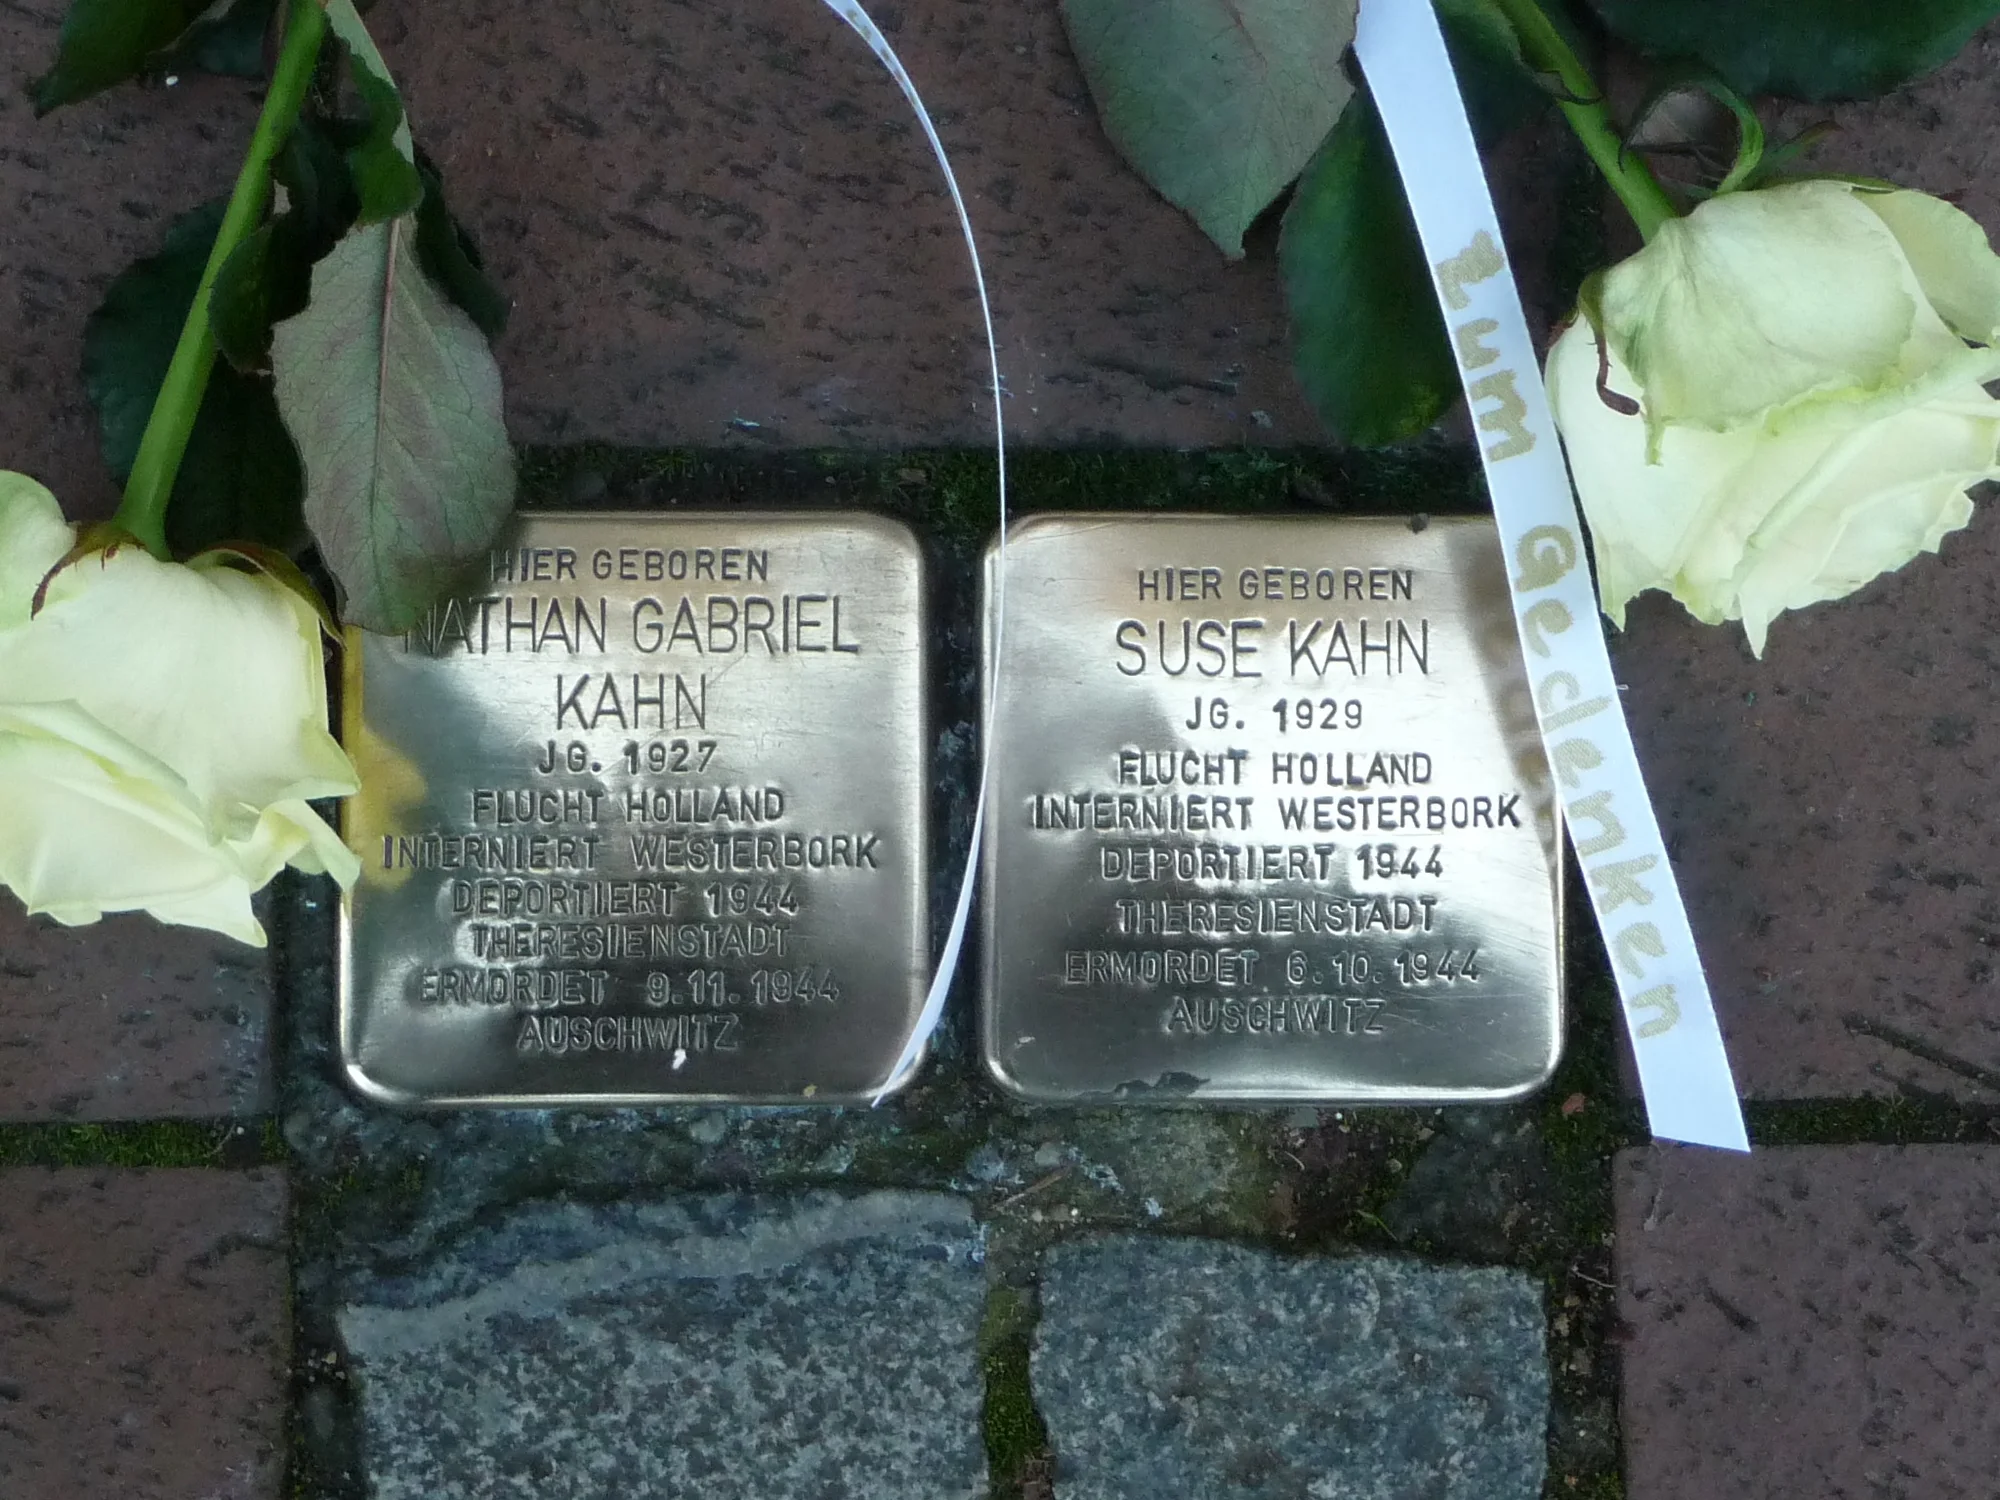 HIER GEBOREN
NATHAN GABRIEL
KAHN
JG. 1927
FLUCHT HOLLAND
INTERNIERT WESTERBORK
DEPORTIERT 1944
THERESIENSTADT
ERMORDET 9.11.1944
AUSCHWITZ
HIER GEBOREN
SUSE KAHN
JG. 1929
FLUCHT HOLLAND
INTERNIERT WESTERBORK
DEPORTIERT 1944
THERESIENSTADT
ERMORDET 6.10.1944
AUSCHWITZ
Zum Gedenken